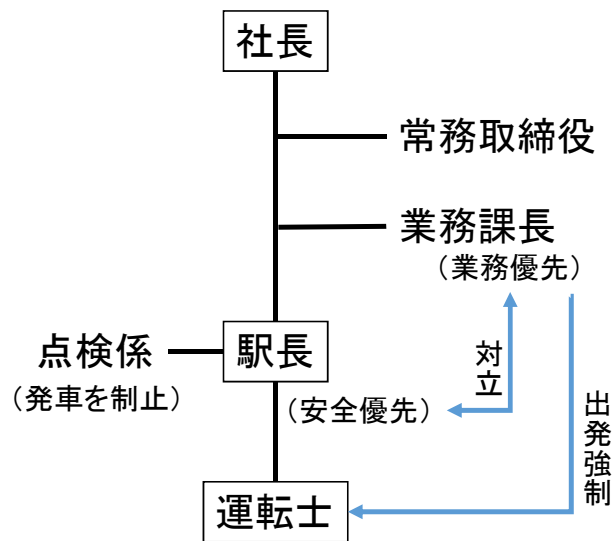 社長
常務取締役
業務課長
（業務優先）
点検係
（発車を制止）
駅長
（安全優先）
対立
出発強制
運転士